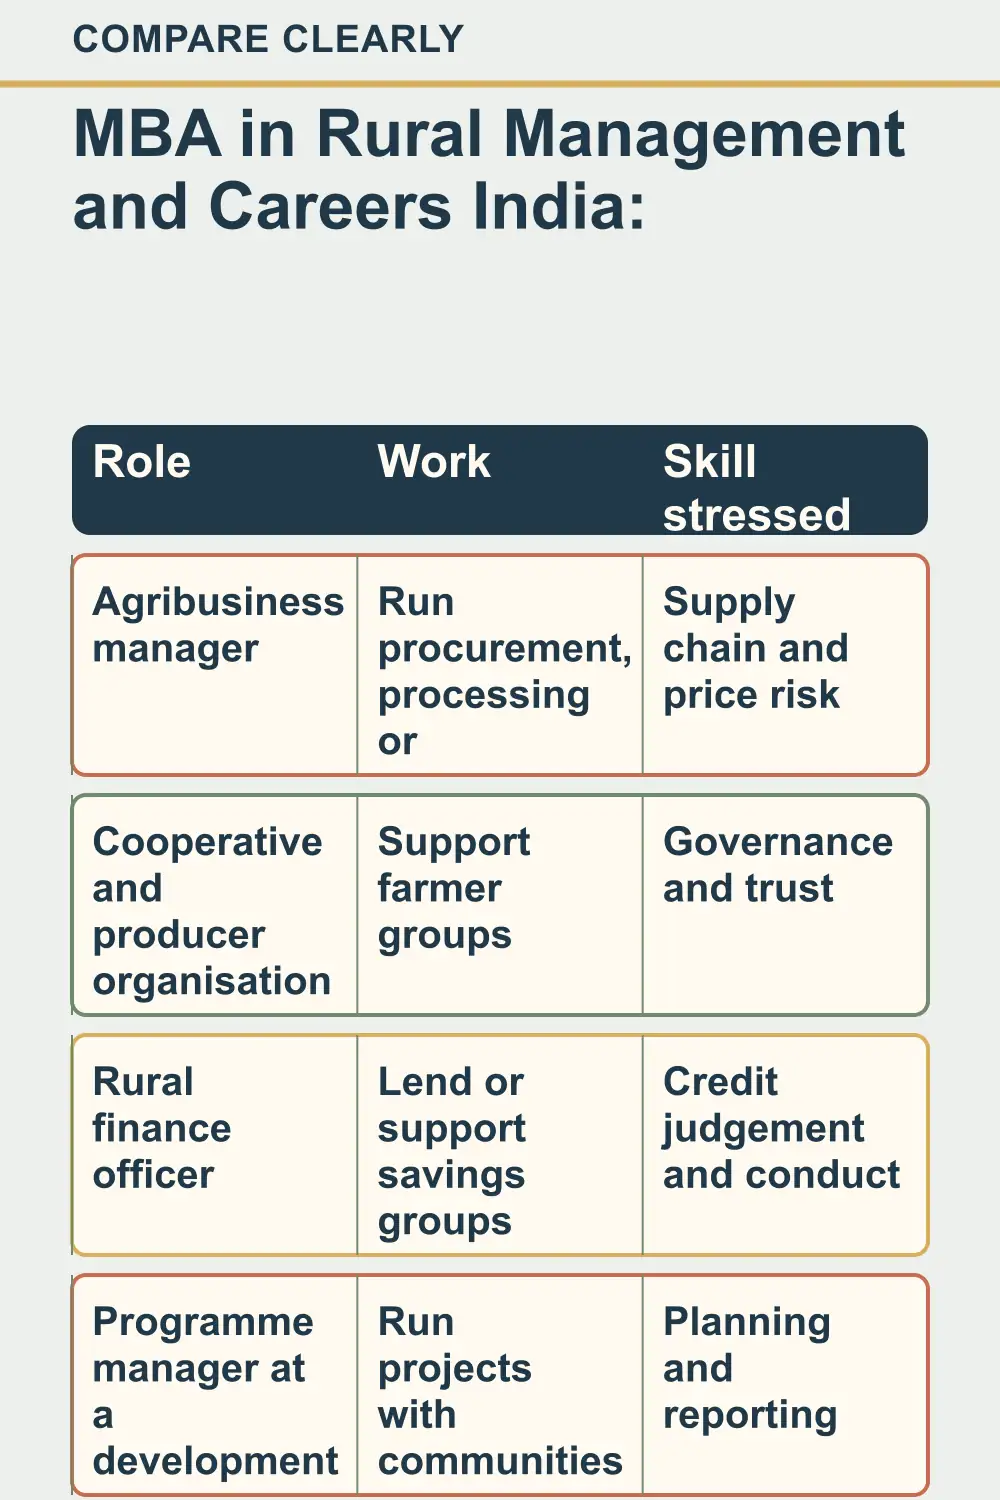 COMPARE CLEARLY
MBA in Rural Management
and Careers India:
Role
Work
Skill
stressed
Agribusiness
manager
Run
procurement,
processing
or
Supply
chain and
price risk
Cooperative
and
producer
organisation
Support
farmer
groups
Governance
and trust
Rural
finance
officer
Lend or
support
savings
groups
Credit
judgement
and conduct
Programme
manager at
a
development
Run
projects
with
communities
Planning
and
reporting